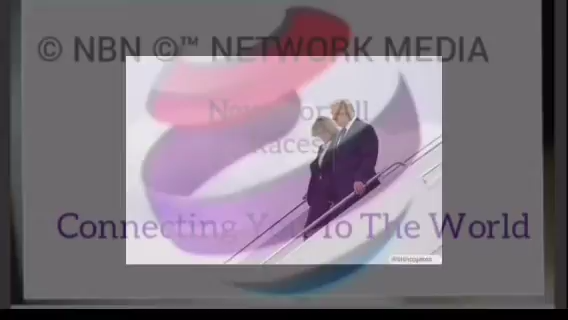 © NBN ©™ NETWORK MEDIA
News For All
Races
Connecting You To The World